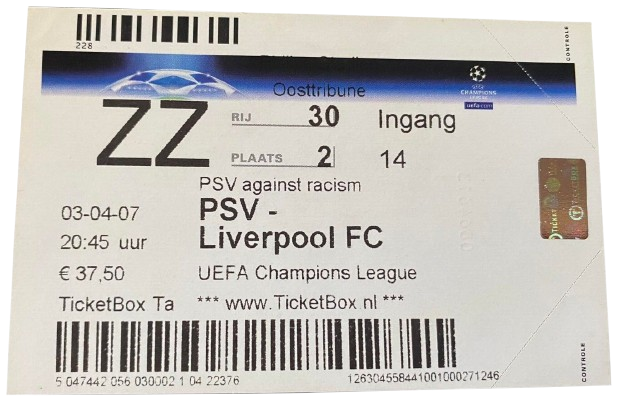 228
CONTROLE
Oosttribune
UEFA
CHAMPIONS
LEAGUE
uefa.com
ZZ
RIJ 30
Ingang
PLAATS 2
14
PSV against racism
03-04-07
PSV -
20:45 uur
Liverpool FC
€ 37,50
UEFA Champions League
TicketBox Ta
*** www.TicketBox.nl ***
5 047442 056 030002 1 04 22376
126304558441001000271246
CONTROLE